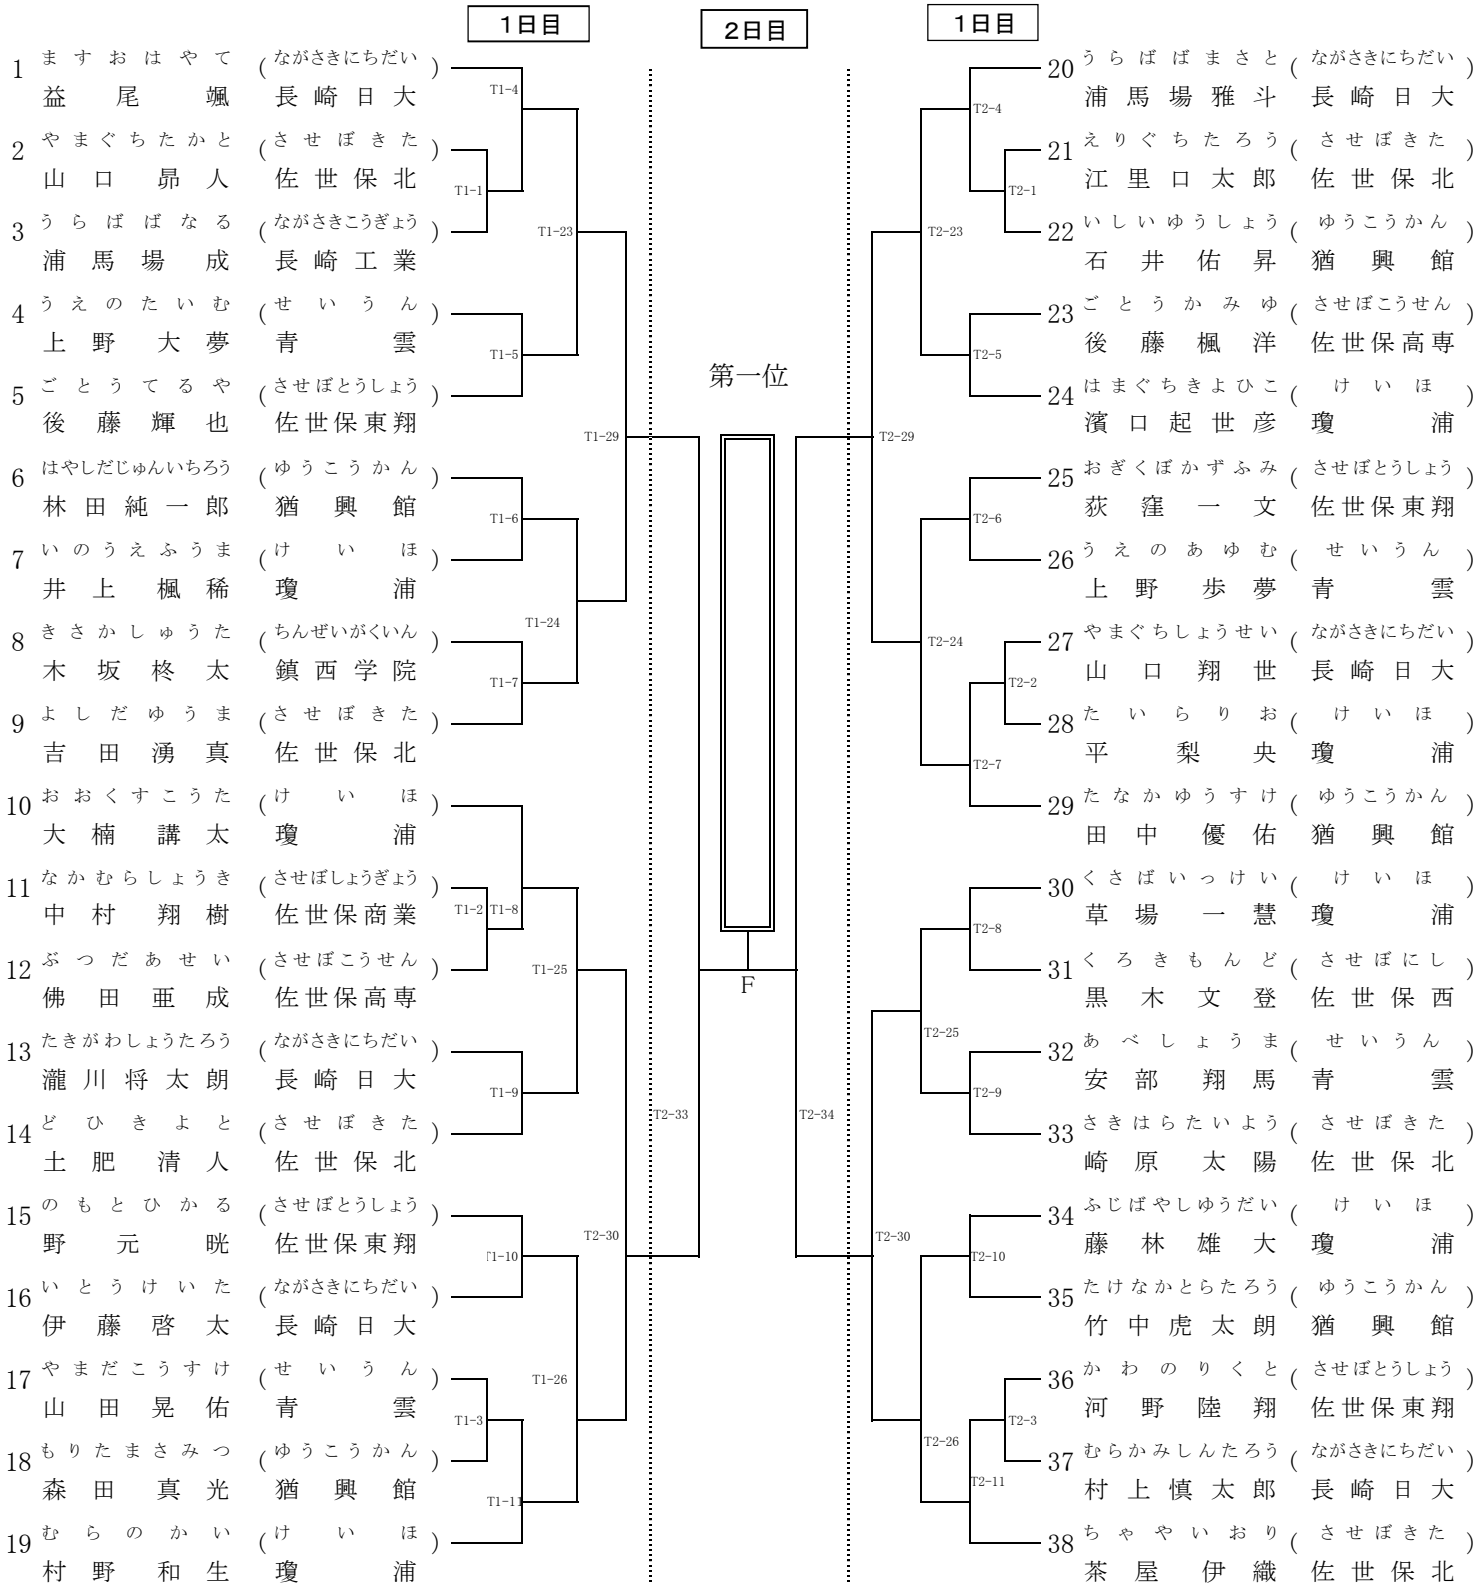 1日目
2日目
1日目
1 ますおはやて (ながさきにちだい)
益尾颯 長崎日大
2 やまぐちたかと (させぼきた)
山口昴人 佐世保北
3 うらばばなる (ながさきこうぎょう)
浦馬場成 長崎工業
4 うえのたいむ (せいうん)
上野大夢 青雲
5 ごとうてるや (させぼとうしょう)
後藤輝也 佐世保東翔
6 はやしだじゅんいちろう (ゆうこうかん)
林田純一郎 猶興館
7 いのうえふうま (けいほ)
井上楓稀 瓊浦
8 きさかしゅうた (ちんぜいがくいん)
木坂柊太 鎮西学院
9 よしだゆうま (させぼきた)
吉田湧真 佐世保北
10 おおくすこうた (けいほ)
大楠講太 瓊浦
11 なかむらしょうき (させぼしょうぎょう)
中村翔樹 佐世保商業
12 ぶつだあせい (させぼこうせん)
佛田亜成 佐世保高専
13 たきがわしょうたろう (ながさきにちだい)
瀧川将太朗 長崎日大
14 どひきよと (させぼきた)
土肥清人 佐世保北
15 のもとひかる (させぼとうしょう)
野元晄 佐世保東翔
16 いとうけいた (ながさきにちだい)
伊藤啓太 長崎日大
17 やまだこうすけ (せいうん)
山田晃佑 青雲
18 もりたまさみつ (ゆうこうかん)
森田真光 猶興館
19 むらのかい (けいほ)
村野和生 瓊浦
T1-4
T1-1
T1-23
T1-5
T1-29
T1-6
T1-24
T1-7
T1-2
T1-8
T1-25
T1-9
T2-33
T2-30
T1-10
T1-26
T1-3
T1-11
第一位
F
T2-4
T2-1
T2-23
T2-5
T2-29
T2-6
T2-24
T2-2
T2-7
T2-8
T2-25
T2-9
T2-34
T2-30
T2-10
T2-3
T2-26
T2-11
20 うらばばまさと (ながさきにちだい)
浦馬場雅斗 長崎日大
21 えりぐちたろう (させぼきた)
江里口太郎 佐世保北
22 いしいゆうしょう (ゆうこうかん)
石井佑昇 猶興館
23 ごとうかみゆ (させぼこうせん)
後藤楓洋 佐世保高専
24 はまぐちきよひこ (けいほ)
濱口起世彦 瓊浦
25 おぎくぼかずふみ (させぼとうしょう)
荻窪一文 佐世保東翔
26 うえのあゆむ (せいうん)
上野歩夢 青雲
27 やまぐちしょうせい (ながさきにちだい)
山口翔世 長崎日大
28 たいらりお (けいほ)
平梨央 瓊浦
29 たなかゆうすけ (ゆうこうかん)
田中優佑 猶興館
30 くさばいっけい (けいほ)
草場一慧 瓊浦
31 くろきもんど (させぼにし)
黒木文登 佐世保西
32 あべしょうま (せいうん)
安部翔馬 青雲
33 さきはらたいよう (させぼきた)
崎原太陽 佐世保北
34 ふじばやしゆうだい (けいほ)
藤林雄大 瓊浦
35 たけなかとらたろう (ゆうこうかん)
竹中虎太朗 猶興館
36 かわのりくと (させぼとうしょう)
河野陸翔 佐世保東翔
37 むらかみしんたろう (ながさきにちだい)
村上慎太郎 長崎日大
38 ちゃやいおり (させぼきた)
茶屋伊織 佐世保北